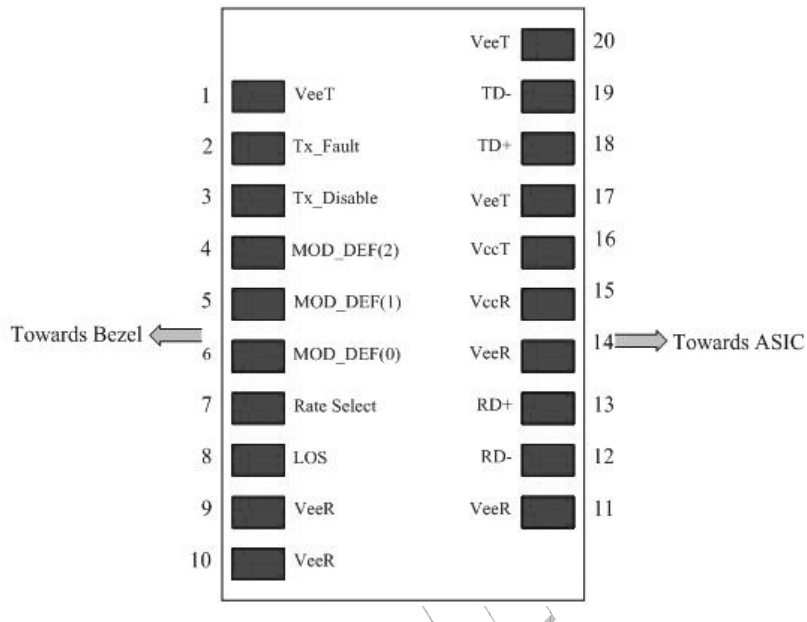 VeeT 20
1 VeeT TD- 19
2 Tx_Fault TD+ 18
3 Tx_Disable VeeT 17
4 MOD_DEF(2) VccT 16
5 MOD_DEF(1) VccR 15
Towards Bezel
6 MOD_DEF(0) VeeR 14
Towards ASIC
7 Rate Select RD+ 13
8 LOS RD- 12
9 VeeR VeeR 11
10 VeeR